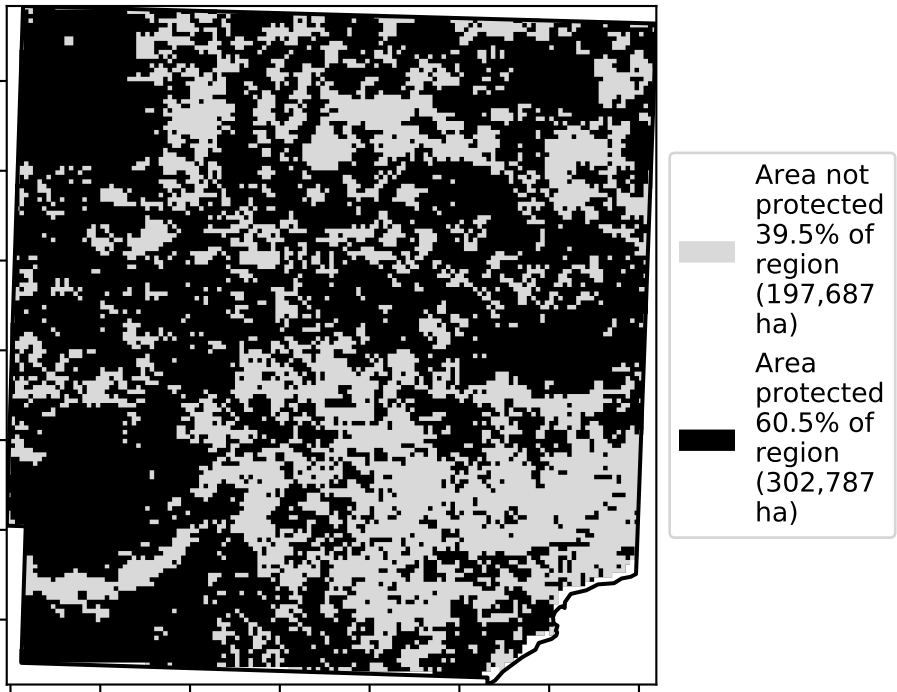 Area not
protected
39.5% of
region
(197,687
ha)
Area
protected
60.5% of
region
(302,787
ha)